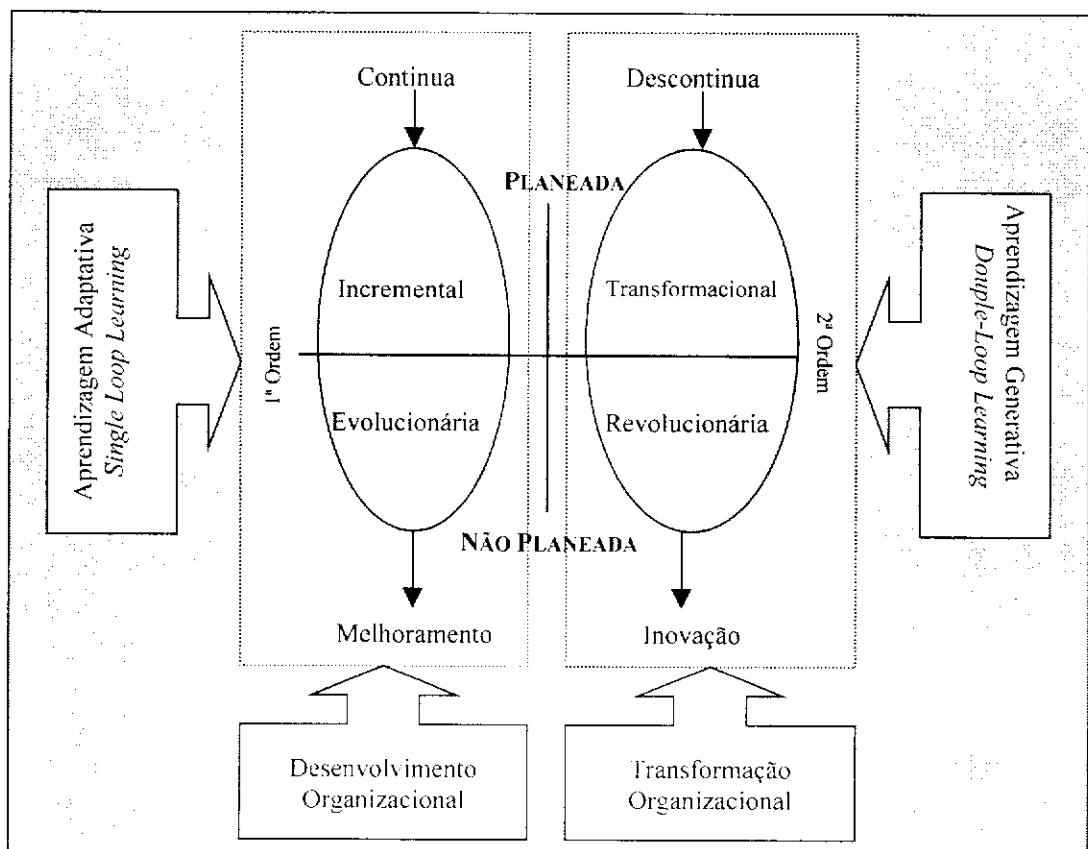 Continua
Descontinua
PLANEADA
Aprendizagem Adaptativa
Single Loop Learning
Incremental
Transformacional
1ª Ordem
2ª Ordem
Aprendizagem Generativa
Douple-Loop Learning
Evolucionária
Revolucionária
NÃO PLANEADA
Melhoramento
Inovação
Desenvolvimento
Organizacional
Transformação
Organizacional